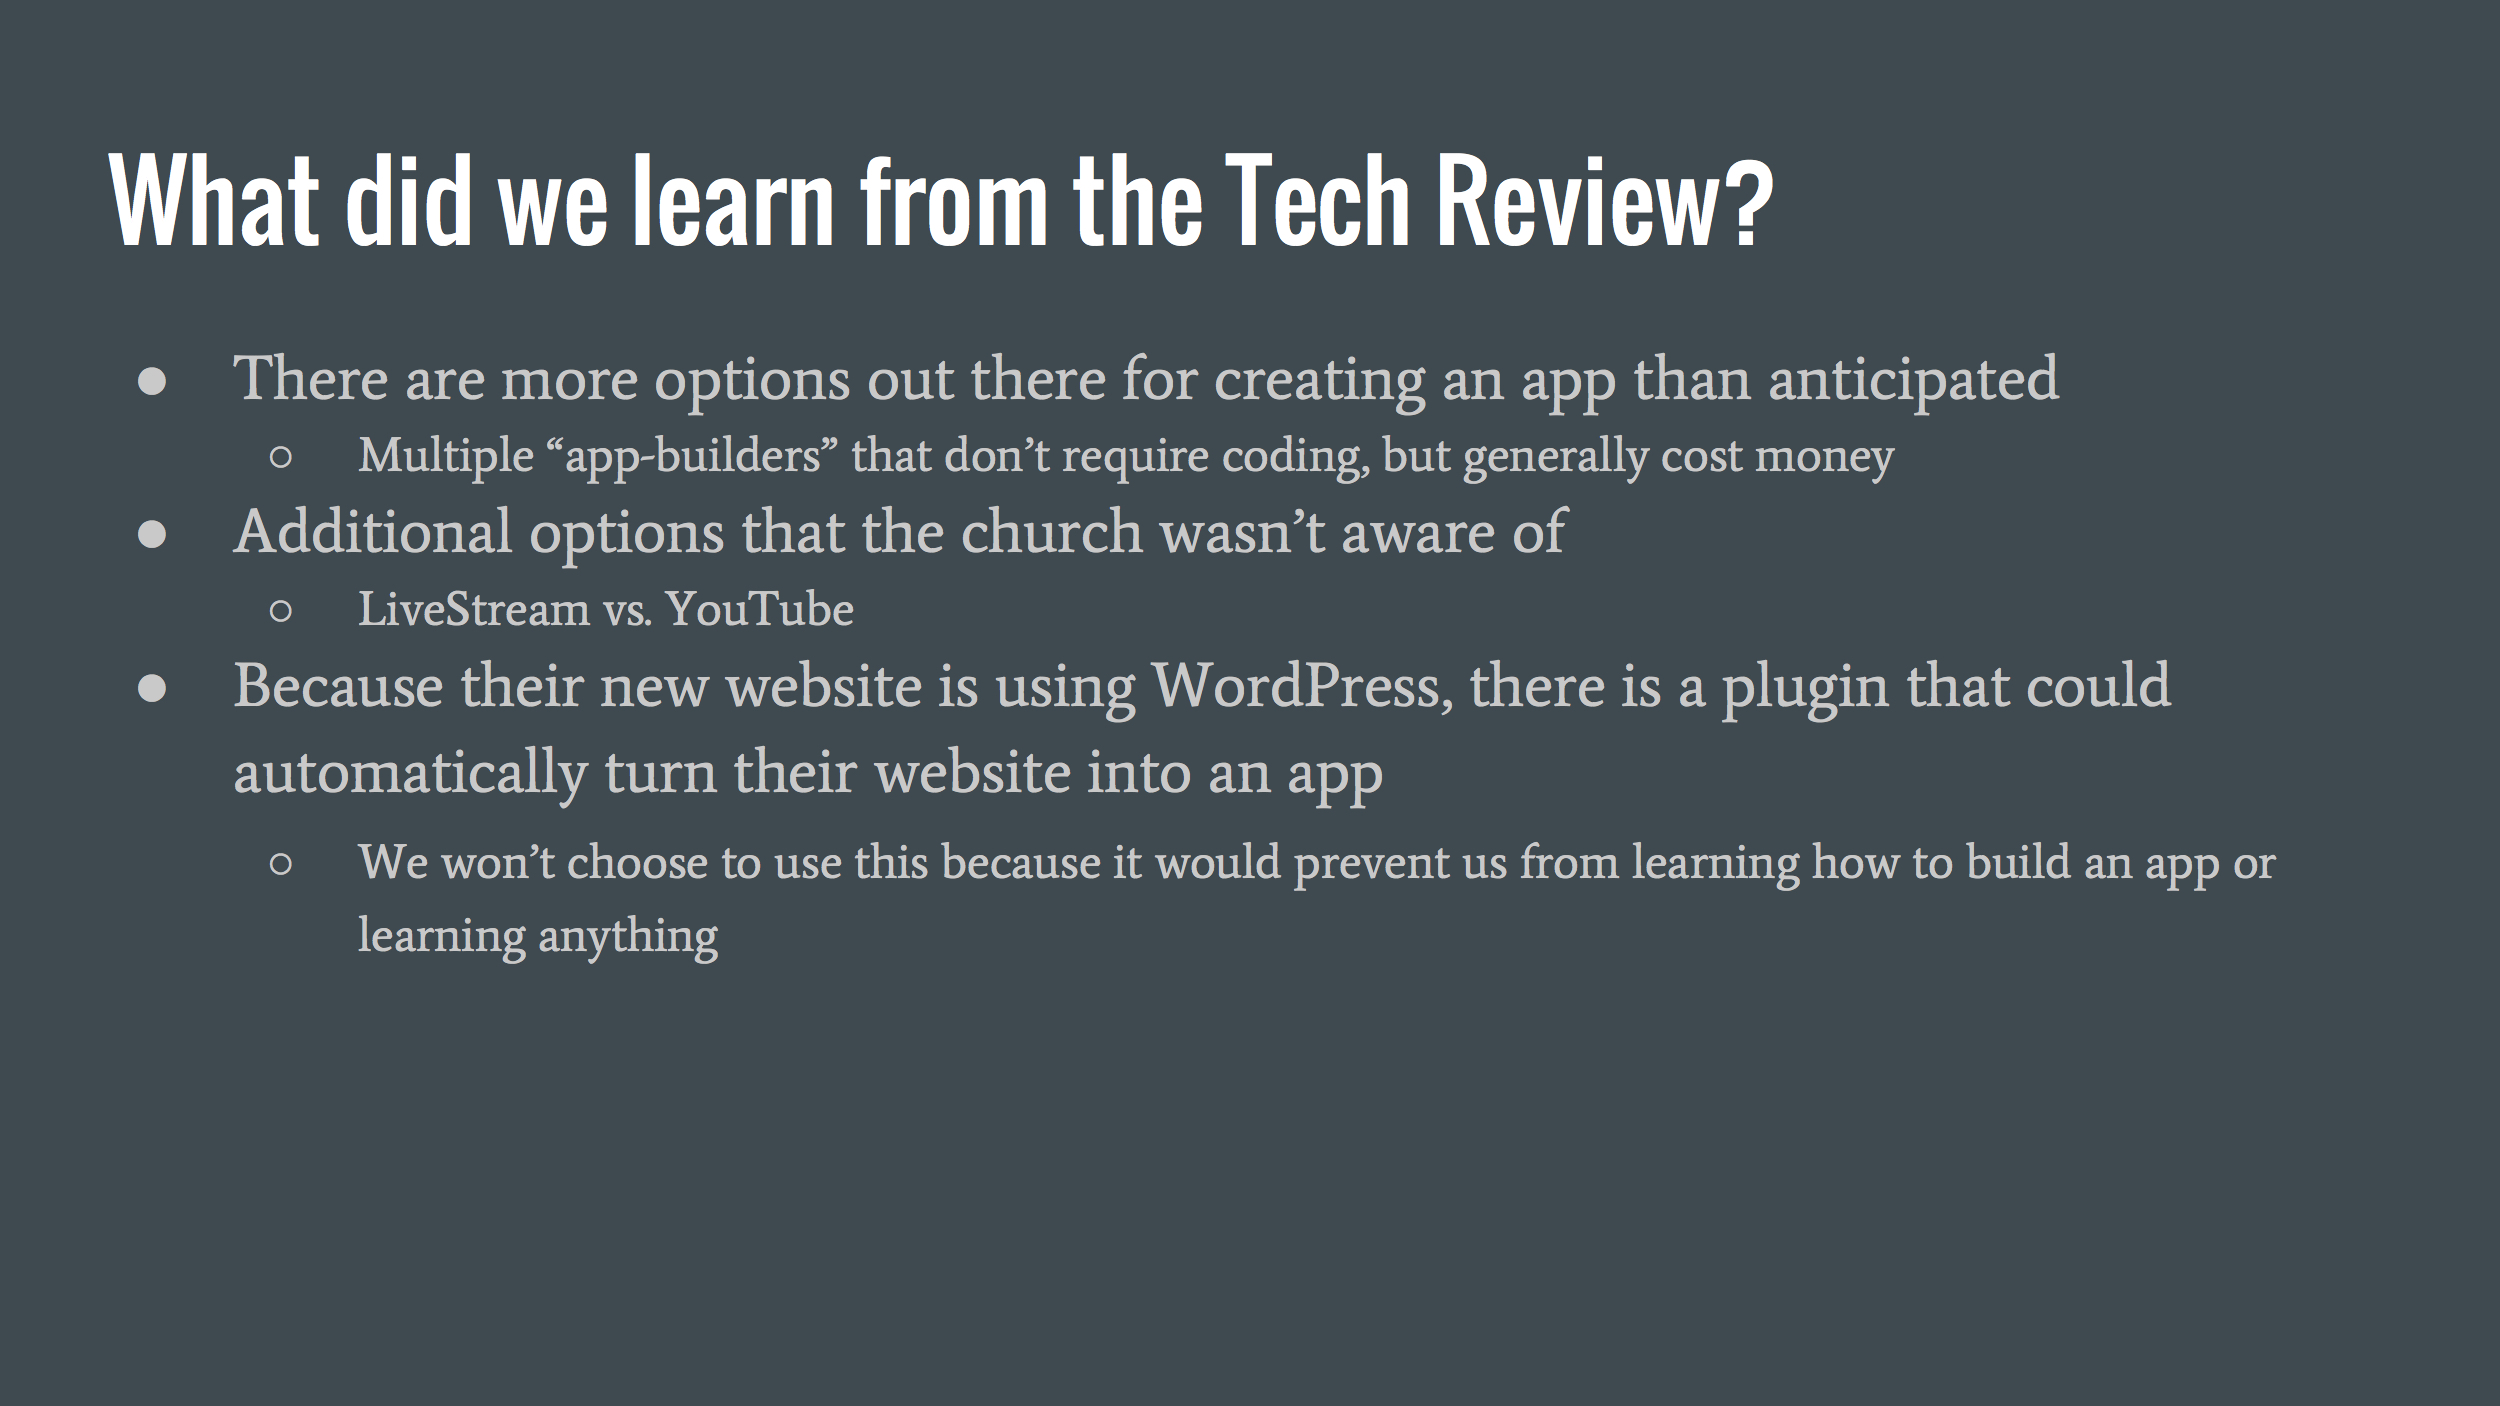 What did we learn from the Tech Review?
● There are more options out there for creating an app than anticipated
○ Multiple “app-builders” that don’t require coding, but generally cost money
● Additional options that the church wasn’t aware of
○ LiveStream vs. YouTube
● Because their new website is using WordPress, there is a plugin that could
automatically turn their website into an app
○ We won’t choose to use this because it would prevent us from learning how to build an app or
learning anything